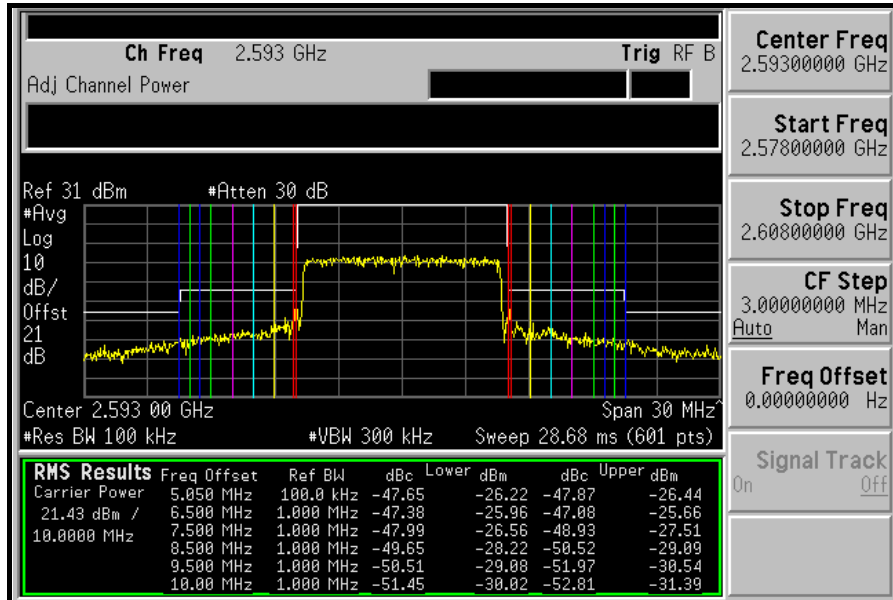 Ch Freq 2.593 GHz Trig RF B
Adj Channel Power
Ref 31 dBm #Atten 30 dB
#Avg
Log
10
dB/
Offst
21
dB
Center 2.593 00 GHz Span 30 MHz^
#Res BW 100 kHz #VBW 300 kHz Sweep 28.68 ms (601 pts)
RMS Results Freq Offset Ref BW dBc Lower dBm dBc Upper dBm
Carrier Power 5.050 MHz 100.0 kHz -47.65 -26.22 -47.87 -26.44
21.43 dBm / 6.500 MHz 1.000 MHz -47.38 -25.96 -47.08 -25.66
10.0000 MHz 7.500 MHz 1.000 MHz -47.99 -26.56 -48.93 -27.51
8.500 MHz 1.000 MHz -49.65 -28.22 -50.52 -29.09
9.500 MHz 1.000 MHz -50.51 -29.08 -51.97 -30.54
10.00 MHz 1.000 MHz -51.45 -30.02 -52.81 -31.39
Center Freq
2.59300000 GHz
Start Freq
2.57800000 GHz
Stop Freq
2.60800000 GHz
CF Step
3.00000000 MHz
Auto Man
Freq Offset
0.00000000 Hz
Signal Track
On Off